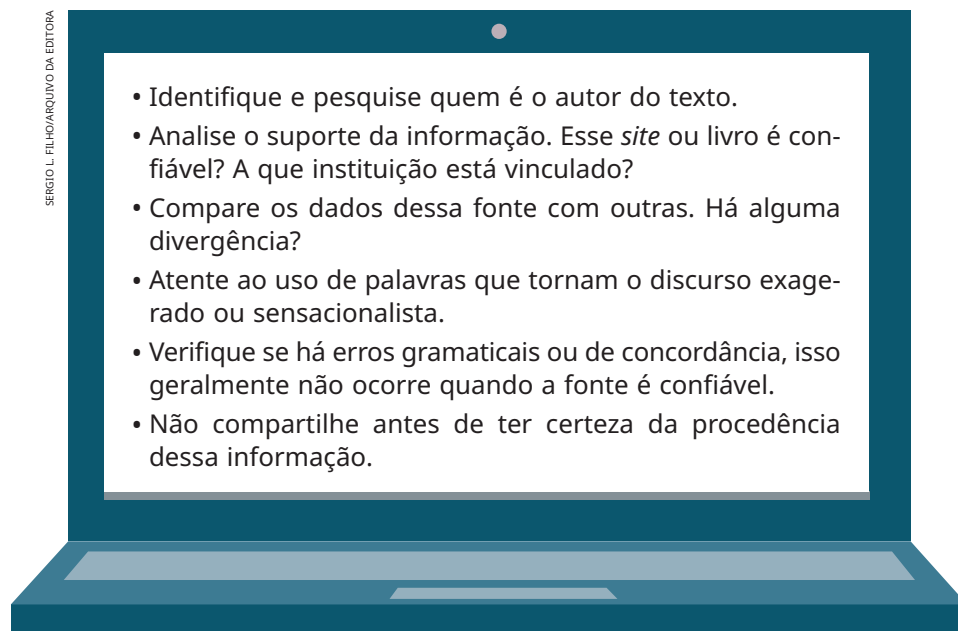 SERGIO L. FILHO/ARQUIVO DA EDITORA
• Identifique e pesquise quem é o autor do texto.
• Analise o suporte da informação. Esse site ou livro é con-
fiável? A que instituição está vinculado?
• Compare os dados dessa fonte com outras. Há alguma
divergência?
• Atente ao uso de palavras que tornam o discurso exage-
rado ou sensacionalista.
• Verifique se há erros gramaticais ou de concordância, isso
geralmente não ocorre quando a fonte é confiável.
• Não compartilhe antes de ter certeza da procedência
dessa informação.